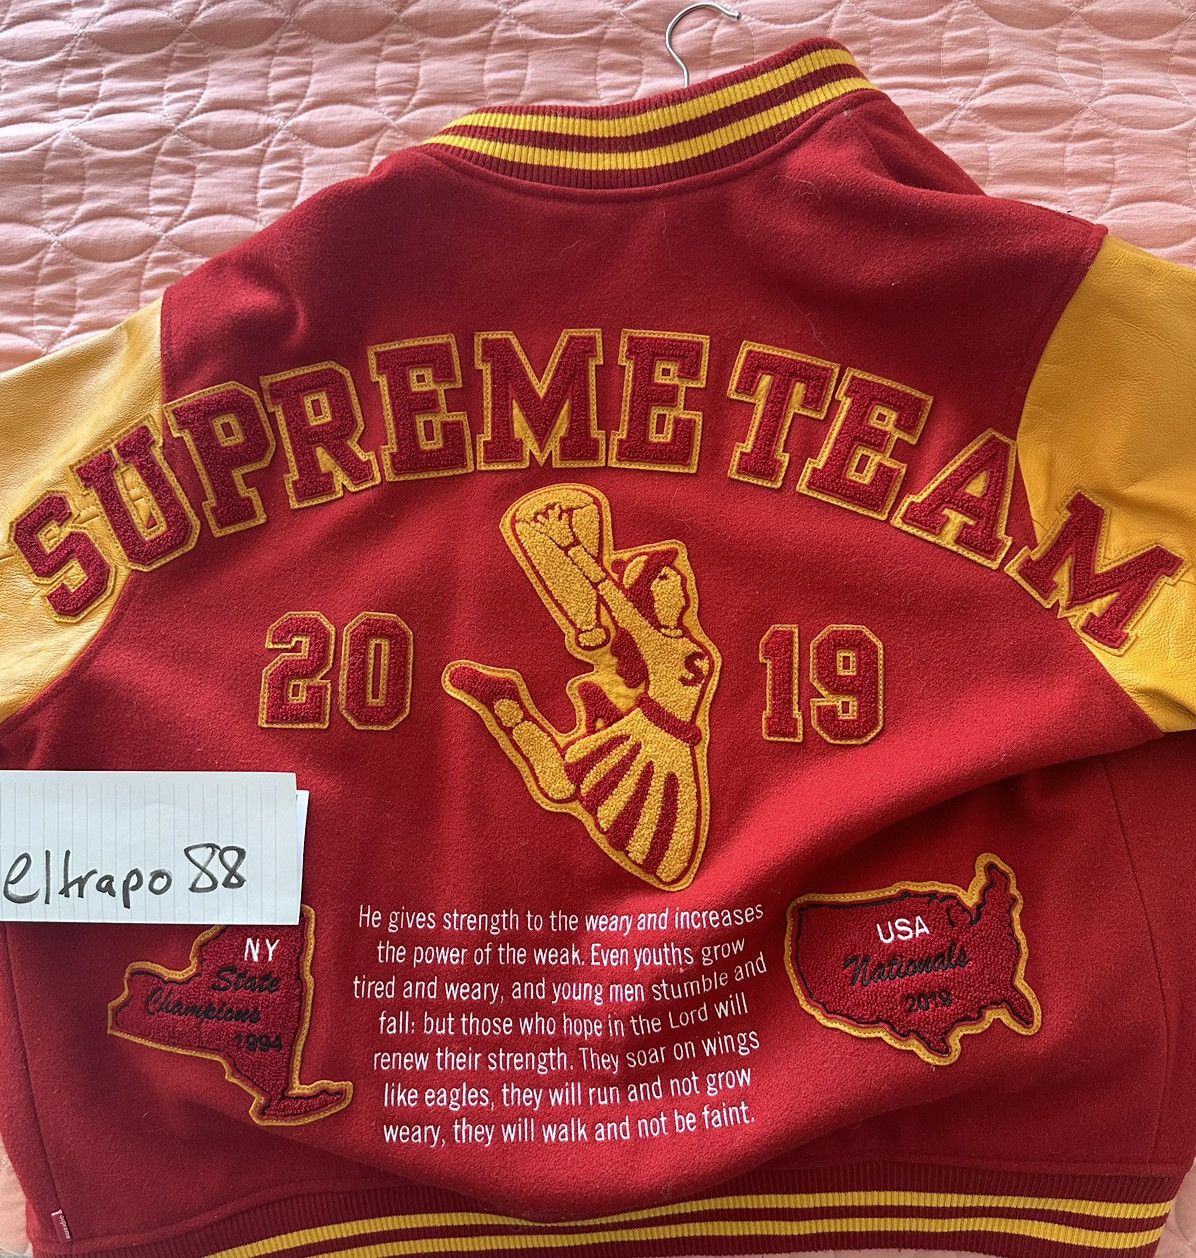 SUPREME TEAM
20 19
S
eltrapo88
NY
State
Champions
1994
He gives strength to the weary and increases
the power of the weak. Even youths grow
tired and weary, and young men stumble and
fall: but those who hope in the Lord will
renew their strength. They soar on wings
like eagles, they will run and not grow
weary, they will walk and not be faint.
USA
Nationals
2019